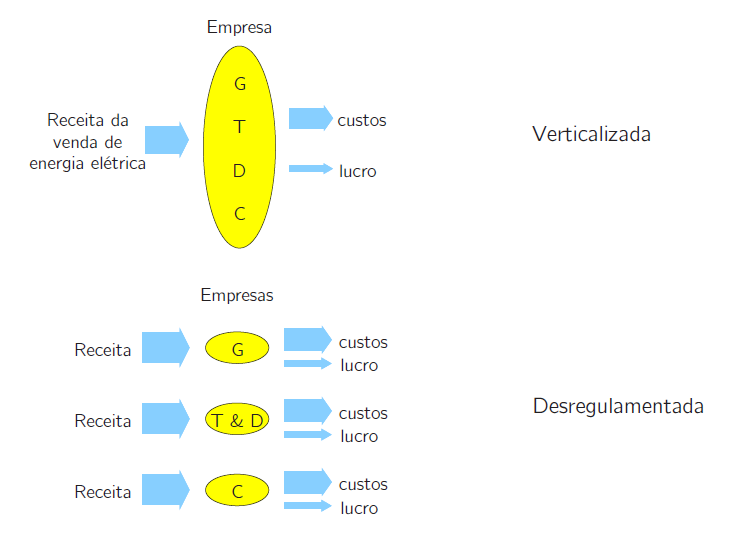 Empresa
G
T
D
C
Receita da
venda de
energia elétrica
custos
lucro
Verticalizada
Empresas
Receita
G
custos
lucro
Receita
T & D
custos
lucro
Desregulamentada
Receita
C
custos
lucro